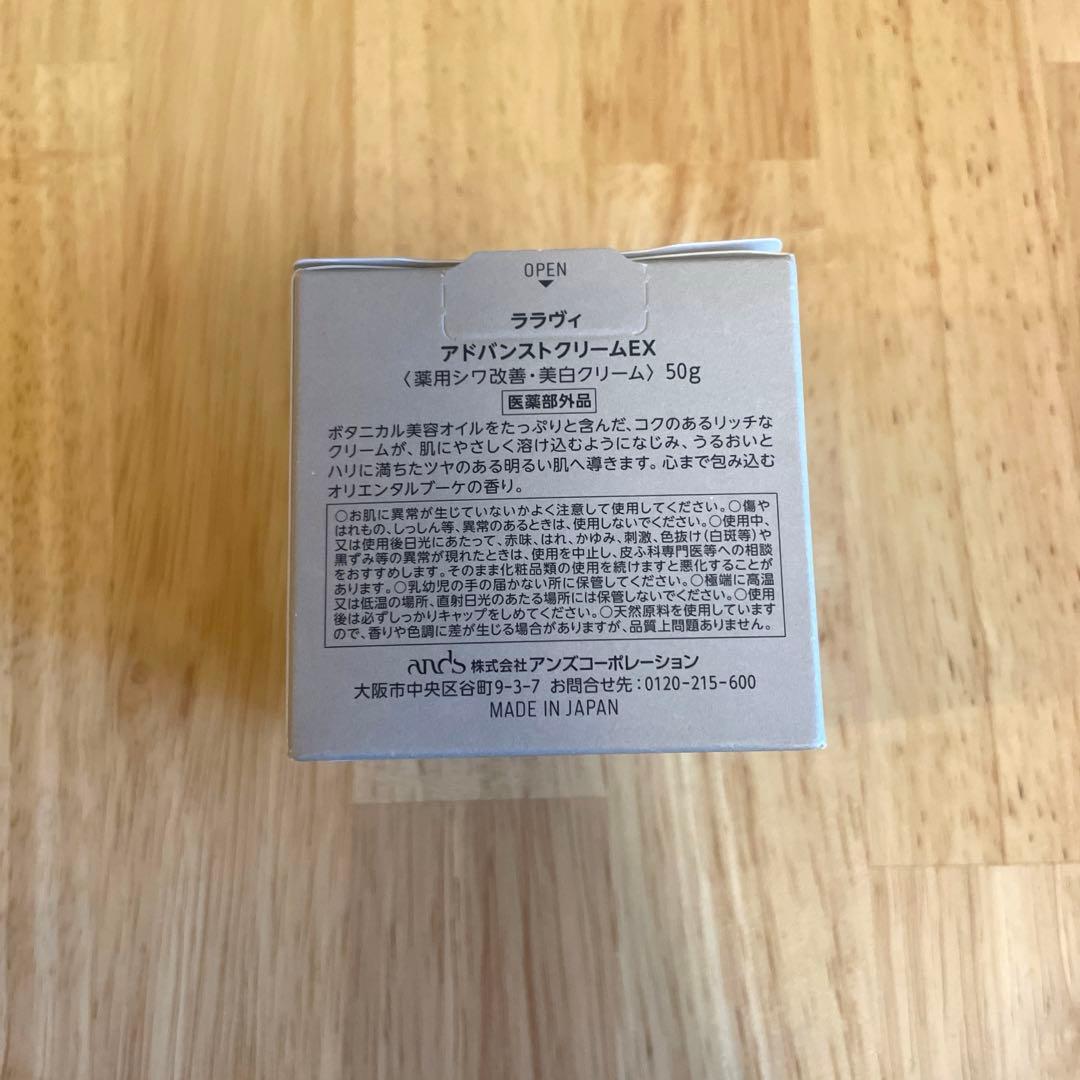 OPEN
ララヴィ
アドバンストクリームEX
〈薬用シワ改善・美白クリーム〉 50g
医薬部外品
ボタニカル美容オイルをたっぷりと含んだ、コクのあるリッチな
クリームが、肌にやさしく溶け込むようになじみ、うるおいと
ハリに満ちたツヤのある明るい肌へ導きます。心まで包み込む
オリエンタルブーケの香り。
○お肌に異常が生じていないかよく注意して使用してください。○傷や
はれもの、しっしん等、異常のあるときは、使用しないでください。○使用中、
又は使用後日光にあたって、赤味、はれ、かゆみ、刺激、色抜け(白斑等)や
黒ずみ等の異常が現れたときは、使用を中止し、皮ふ科専門医等への相談
をおすすめします。そのまま化粧品類の使用を続けますと悪化することが
あります。○乳幼児の手の届かない所に保管してください。○極端に高温
又は低温の場所、直射日光のあたる場所には保管しないでください。○使用
後は必ずしっかりキャップをしめてください。○天然原料を使用しています
ので、香りや色調に差が生じる場合がありますが、品質上問題ありません。
and's 株式会社アンズコーポレーション
大阪市中央区谷町9-3-7 お問合せ先:0120-215-600
MADE IN JAPAN